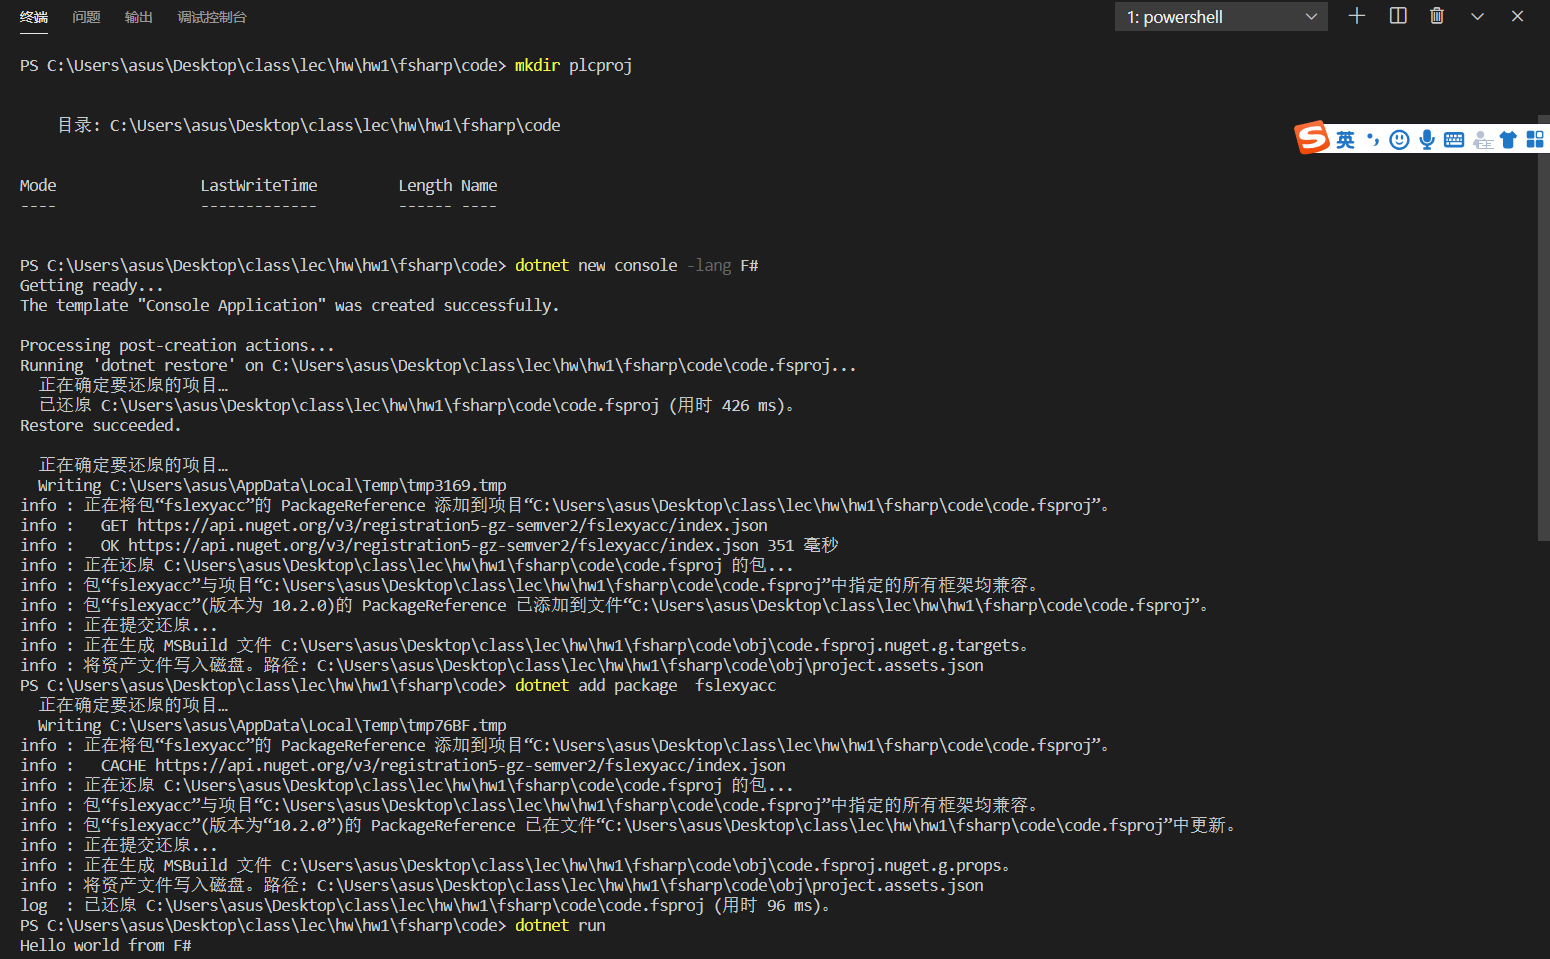 终端 问题 输出 调试控制台 1: powershell
PS C:\Users\asus\Desktop\class\lec\hw\hw1\fsharp\code> mkdir plcproj
目录: C:\Users\asus\Desktop\class\lec\hw\hw1\fsharp\code
英
Mode LastWriteTime Length Name
---- ------------- ------ ----
PS C:\Users\asus\Desktop\class\lec\hw\hw1\fsharp\code> dotnet new console -lang F#
Getting ready...
The template "Console Application" was created successfully.
Processing post-creation actions...
Running 'dotnet restore' on C:\Users\asus\Desktop\class\lec\hw\hw1\fsharp\code\code.fsproj...
正在确定要还原的项目…
已还原 C:\Users\asus\Desktop\class\lec\hw\hw1\fsharp\code\code.fsproj (用时 426 ms)。
Restore succeeded.
正在确定要还原的项目…
Writing C:\Users\asus\AppData\Local\Temp\tmp3169.tmp
info : 正在将包“fslexyacc”的 PackageReference 添加到项目“C:\Users\asus\Desktop\class\lec\hw\hw1\fsharp\code\code.fsproj”。
info :   GET https://api.nuget.org/v3/registration5-gz-semver2/fslexyacc/index.json
info :   OK https://api.nuget.org/v3/registration5-gz-semver2/fslexyacc/index.json 351 毫秒
info : 正在还原 C:\Users\asus\Desktop\class\lec\hw\hw1\fsharp\code\code.fsproj 的包...
info : 包“fslexyacc”与项目“C:\Users\asus\Desktop\class\lec\hw\hw1\fsharp\code\code.fsproj”中指定的所有框架均兼容。
info : 包“fslexyacc”(版本为 10.2.0)的 PackageReference 已添加到文件“C:\Users\asus\Desktop\class\lec\hw\hw1\fsharp\code\code.fsproj”。
info : 正在提交还原...
info : 正在生成 MSBuild 文件 C:\Users\asus\Desktop\class\lec\hw\hw1\fsharp\code\obj\code.fsproj.nuget.g.targets。
info : 将资产文件写入磁盘。路径: C:\Users\asus\Desktop\class\lec\hw\hw1\fsharp\code\obj\project.assets.json
PS C:\Users\asus\Desktop\class\lec\hw\hw1\fsharp\code> dotnet add package  fslexyacc
正在确定要还原的项目…
Writing C:\Users\asus\AppData\Local\Temp\tmp76BF.tmp
info : 正在将包“fslexyacc”的 PackageReference 添加到项目“C:\Users\asus\Desktop\class\lec\hw\hw1\fsharp\code\code.fsproj”。
info :   CACHE https://api.nuget.org/v3/registration5-gz-semver2/fslexyacc/index.json
info : 正在还原 C:\Users\asus\Desktop\class\lec\hw\hw1\fsharp\code\code.fsproj 的包...
info : 包“fslexyacc”与项目“C:\Users\asus\Desktop\class\lec\hw\hw1\fsharp\code\code.fsproj”中指定的所有框架均兼容。
info : 包“fslexyacc”(版本为“10.2.0”)的 PackageReference 已在文件“C:\Users\asus\Desktop\class\lec\hw\hw1\fsharp\code\code.fsproj”中更新。
info : 正在提交还原...
info : 正在生成 MSBuild 文件 C:\Users\asus\Desktop\class\lec\hw\hw1\fsharp\code\obj\code.fsproj.nuget.g.props。
info : 将资产文件写入磁盘。路径: C:\Users\asus\Desktop\class\lec\hw\hw1\fsharp\code\obj\project.assets.json
log  : 已还原 C:\Users\asus\Desktop\class\lec\hw\hw1\fsharp\code\code.fsproj (用时 96 ms)。
PS C:\Users\asus\Desktop\class\lec\hw\hw1\fsharp\code> dotnet run
Hello world from F#